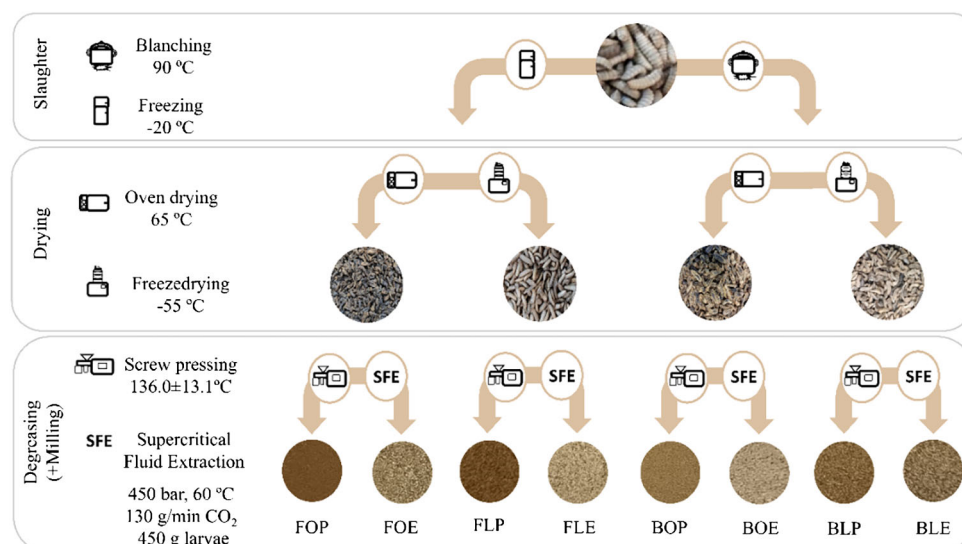 Slaughter
Blanching
90 ºC
Freezing
-20 ºC
Drying
Oven drying
65 ºC
Freezedrying
-55 ºC
Degreasing
(+Milling)
Screw pressing
136.0±13.1ºC
SFE
Supercritical
Fluid Extraction
450 bar, 60 ºC
130 g/min CO₂
450 g larvae
SFE
SFE
SFE
SFE
FOP
FOE
FLP
FLE
BOP
BOE
BLP
BLE